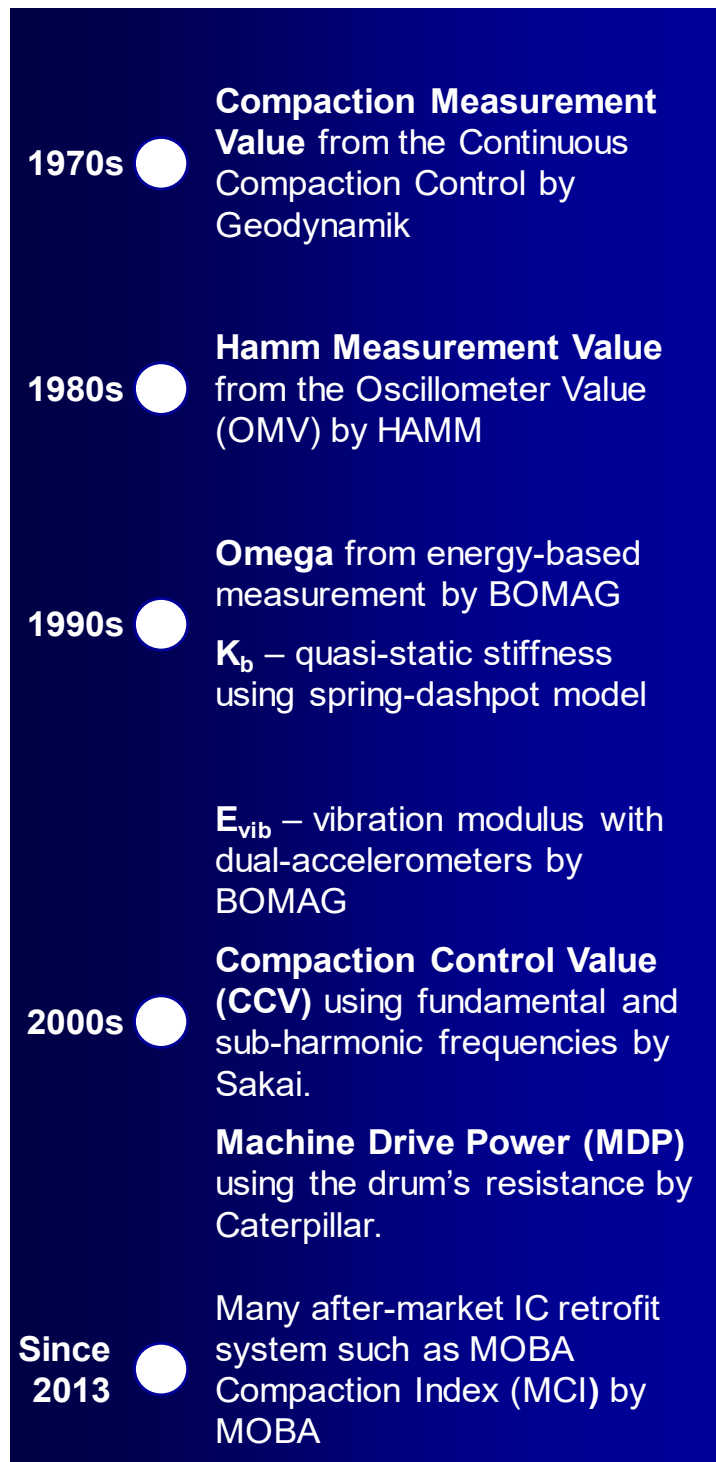 1970s
Compaction Measurement
Value from the Continuous
Compaction Control by
Geodynamik
1980s
Hamm Measurement Value
from the Oscillometer Value
(OMV) by HAMM
1990s
Omega from energy-based
measurement by BOMAG
Kb – quasi-static stiffness
using spring-dashpot model
2000s
Evib – vibration modulus with
dual-accelerometers by
BOMAG
Compaction Control Value
(CCV) using fundamental and
sub-harmonic frequencies by
Sakai.
Machine Drive Power (MDP)
using the drum’s resistance by
Caterpillar.
Since
2013
Many after-market IC retrofit
system such as MOBA
Compaction Index (MCI) by
MOBA